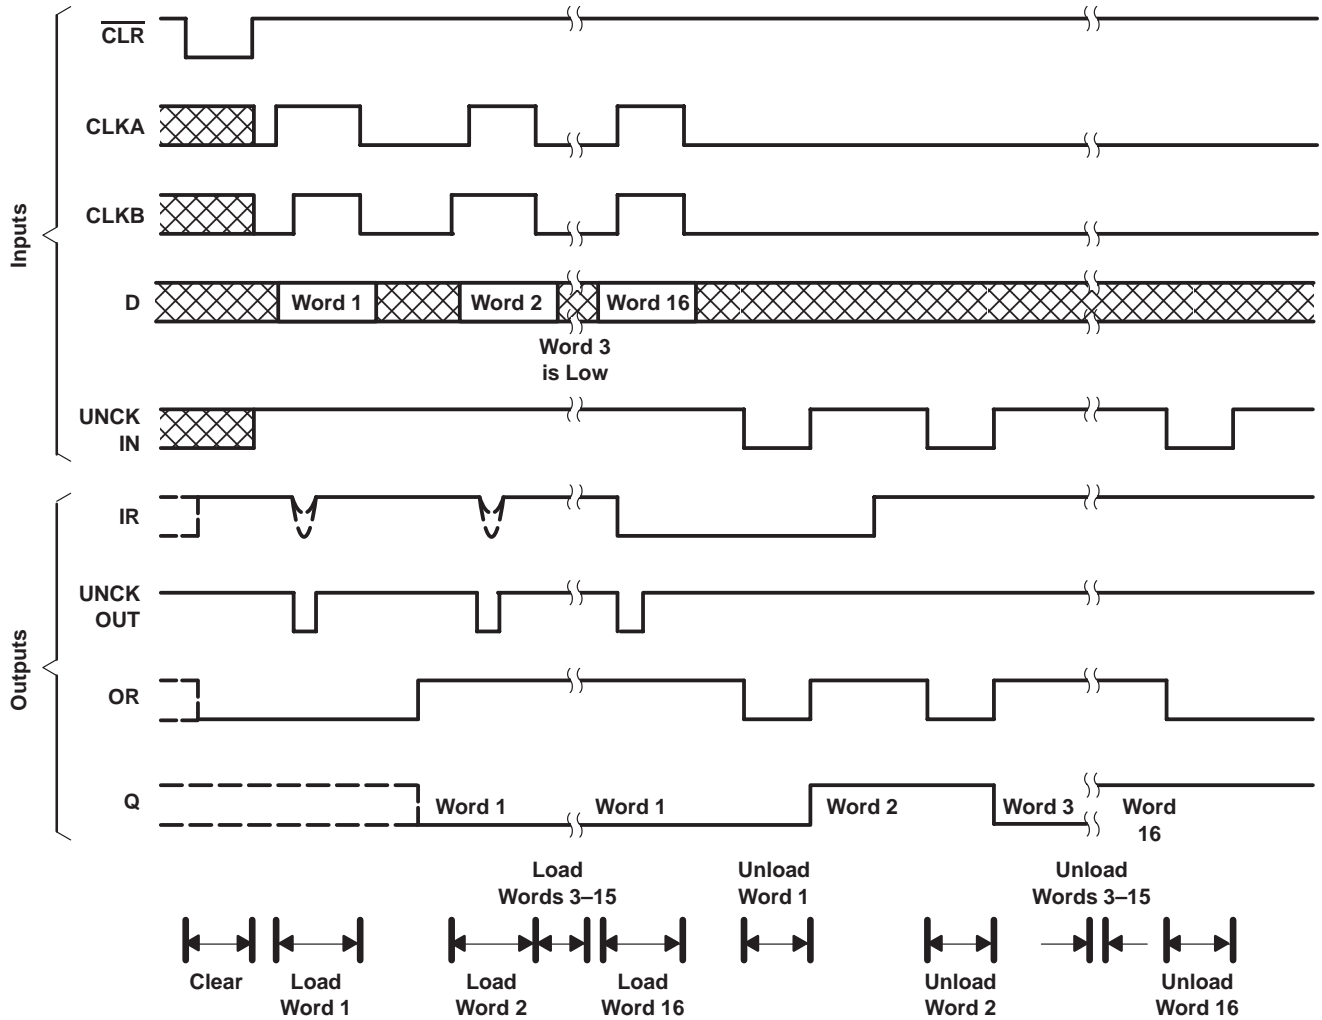 Inputs
CLR
CLKA
CLKB
D
Word 1
Word 2
Word 16
Word 3
is Low
UNCK
IN
Outputs
IR
UNCK
OUT
OR
Q
Word 1
Word 1
Word 2
Word 3
Word
16
Load
Words 3–15
Unload
Word 1
Unload
Words 3–15
Clear
Load
Word 1
Load
Word 2
Load
Word 16
Unload
Word 2
Unload
Word 16